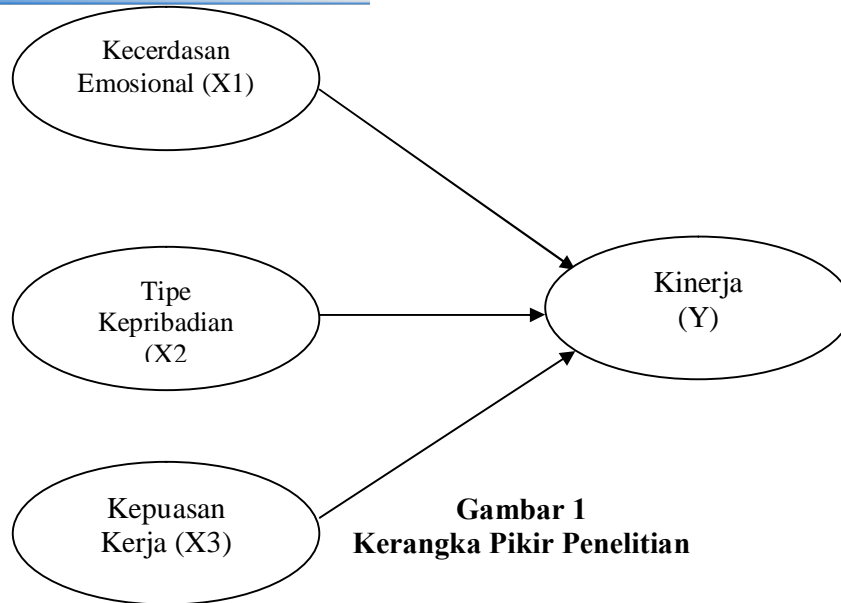 Kecerdasan
Emosional (X1)
Tipe
Kepribadian
(X2
Kinerja
(Y)
Kepuasan
Kerja (X3)
Gambar 1
Kerangka Pikir Penelitian